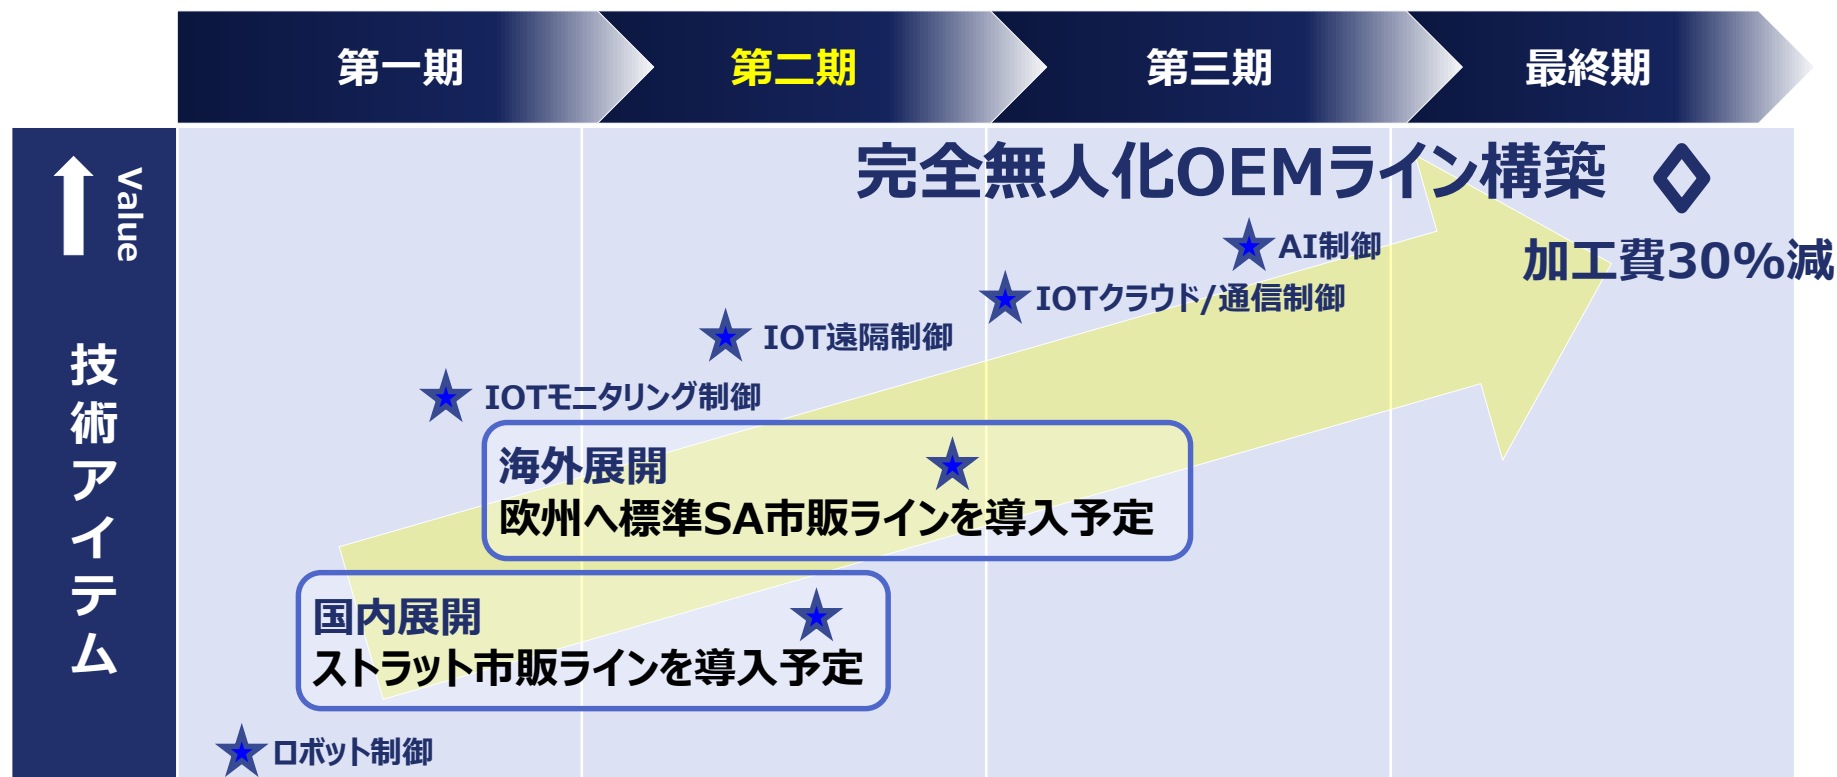 第一期
第二期
第三期
最終期
Value
技術アイテム
完全無人化OEMライン構築
加工費30%減
AI制御
IOTクラウド/通信制御
IOT遠隔制御
IOTモニタリング制御
海外展開
欧州へ標準SA市販ラインを導入予定
国内展開
ストラット市販ラインを導入予定
ロボット制御